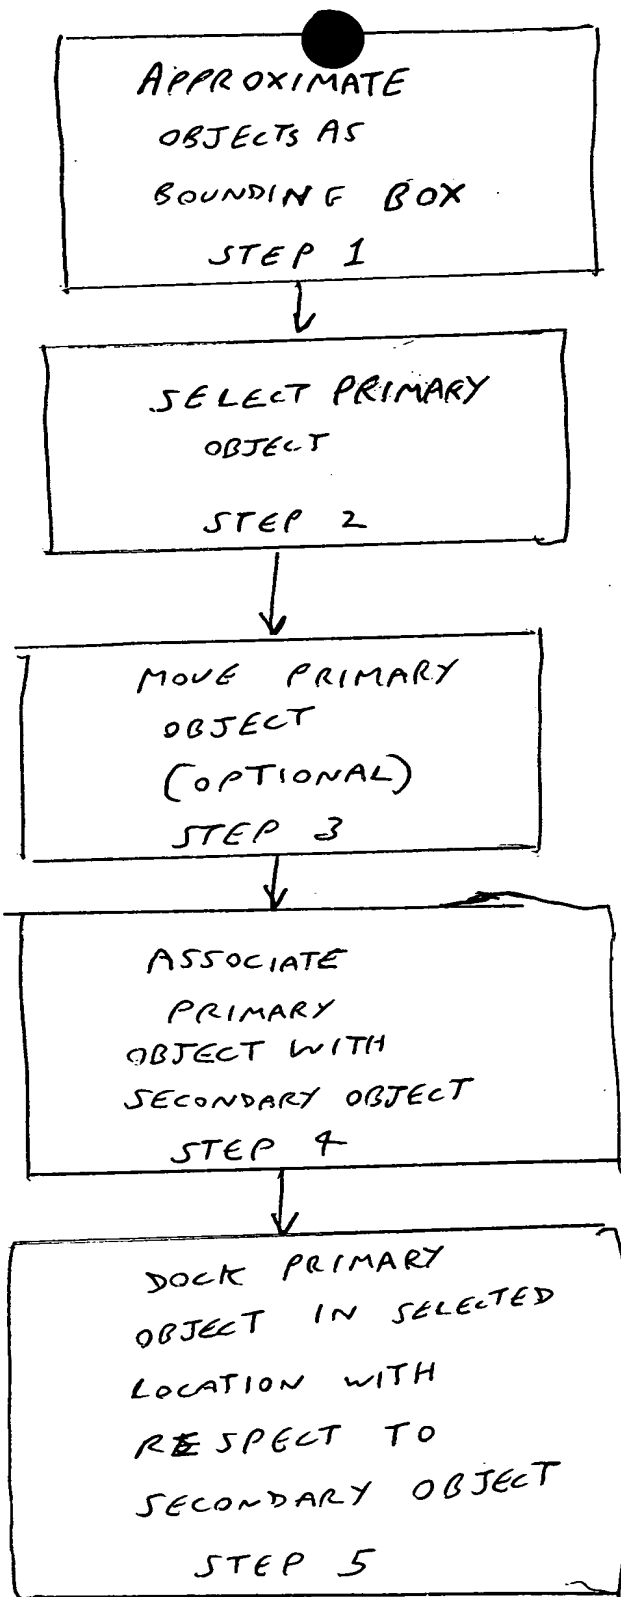 APPROXIMATE
OBJECTS AS
BOUNDING BOX
STEP 1
SELECT PRIMARY
OBJECT
STEP 2
MOVE PRIMARY
OBJECT
(OPTIONAL)
STEP 3
ASSOCIATE
PRIMARY
OBJECT WITH
SECONDARY OBJECT
STEP 4
DOCK PRIMARY
OBJECT IN SELECTED
LOCATION WITH
RESPECT TO
SECONDARY OBJECT
STEP 5